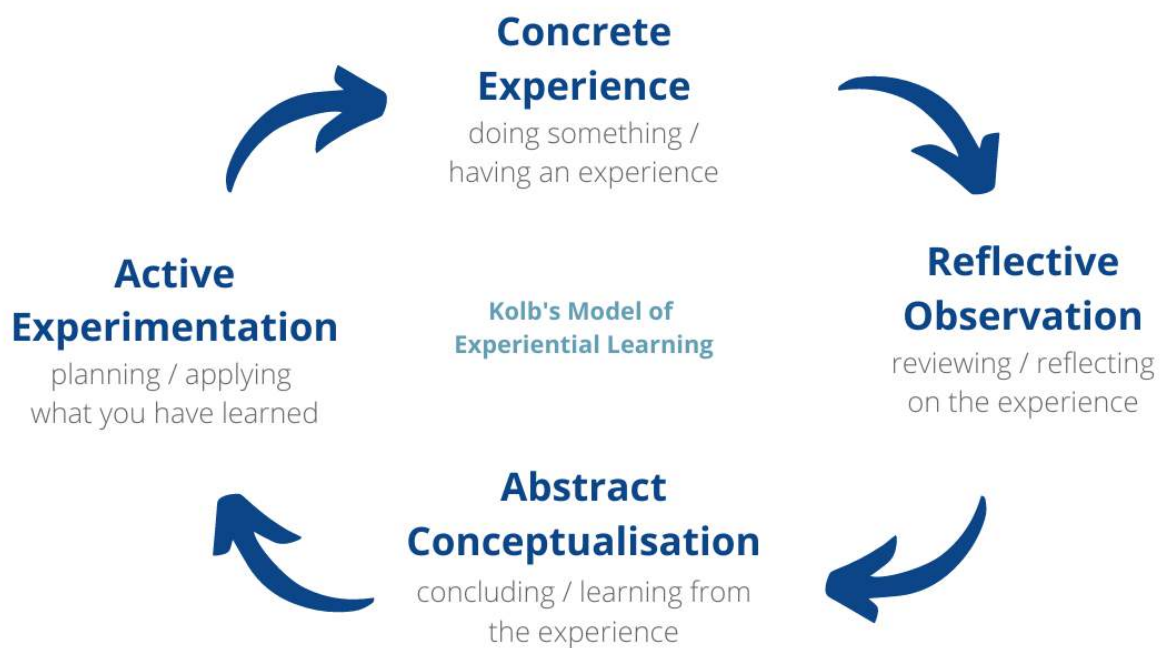 Concrete
Experience
doing something /
having an experience
Reflective
Observation
reviewing / reflecting
on the experience
Abstract
Conceptualisation
concluding / learning from
the experience
Active
Experimentation
planning / applying
what you have learned
Kolb's Model of
Experiential Learning